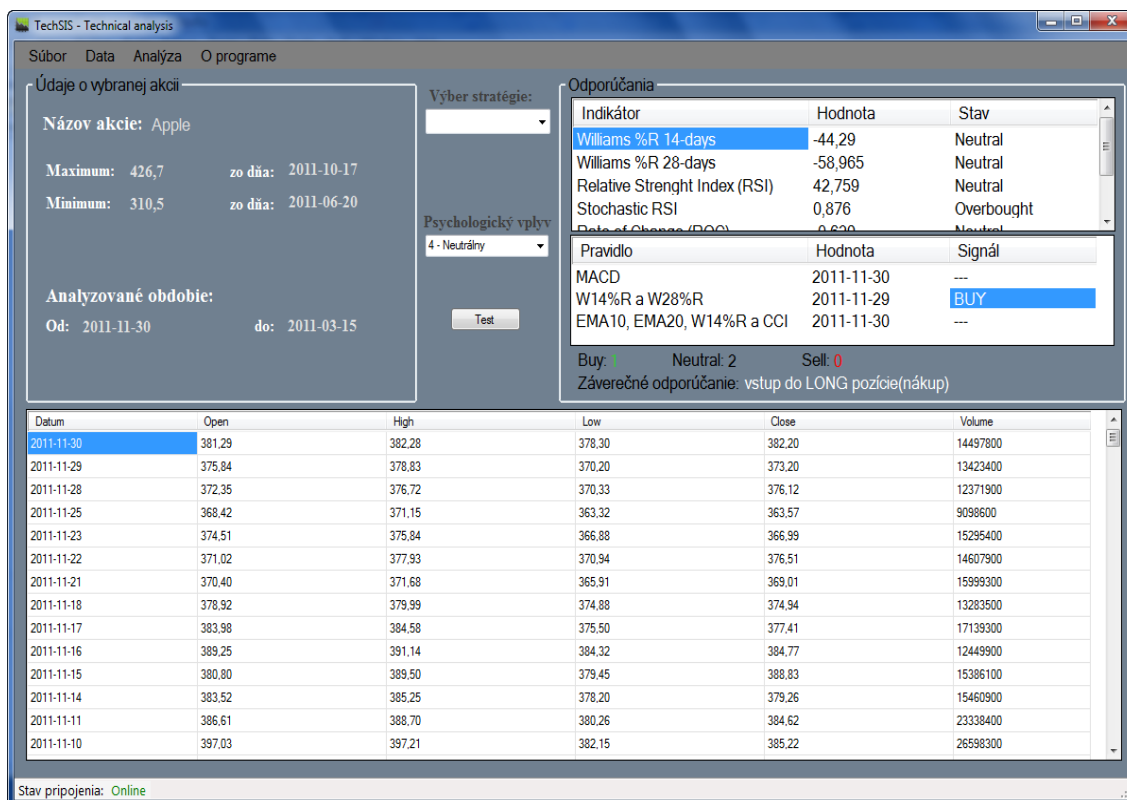 TechSIS - Technical analysis
Súbor Data Analýza O programe
Údaje o vybranej akcii
Názov akcie: Apple
Maximum: 426,7 zo dňa: 2011-10-17
Minimum: 310,5 zo dňa: 2011-06-20
Analyzované obdobie:
Od: 2011-11-30 do: 2011-03-15
Výber stratégie:
Psychologický vplyv
4 - Neutrálny
Test
Odporúčania
Indikátor Hodnota Stav
Williams %R 14-days -44,29 Neutral
Williams %R 28-days -58,965 Neutral
Relative Strenght Index (RSI) 42,759 Neutral
Stochastic RSI 0,876 Overbought
Rate of Change (ROC) -0,629 Neutral
Pravidlo Hodnota Signál
MACD 2011-11-30 ---
W14%R a W28%R 2011-11-29 BUY
EMA10, EMA20, W14%R a CCI 2011-11-30 ---
Buy: 1 Neutral: 2 Sell: 0
Záverečné odporúčanie: vstup do LONG pozície(nákup)
Datum Open High Low Close Volume
2011-11-30 381,29 382,28 378,30 382,20 14497800
2011-11-29 375,84 378,83 370,20 373,20 13423400
2011-11-28 372,35 376,72 370,33 376,12 12371900
2011-11-25 368,42 371,15 363,32 363,57 9098600
2011-11-23 374,51 375,84 366,88 366,99 15295400
2011-11-22 371,02 377,93 370,94 376,51 14607900
2011-11-21 370,40 371,68 365,91 369,01 15999300
2011-11-18 378,92 379,99 374,88 374,94 13283500
2011-11-17 383,98 384,58 375,50 377,41 17139300
2011-11-16 389,25 391,14 384,32 384,77 12449900
2011-11-15 380,80 389,50 379,45 388,83 15386100
2011-11-14 383,52 385,25 378,20 379,26 15460900
2011-11-11 386,61 388,70 380,26 384,62 23338400
2011-11-10 397,03 397,21 382,15 385,22 26598300
Stav pripojenia: Online